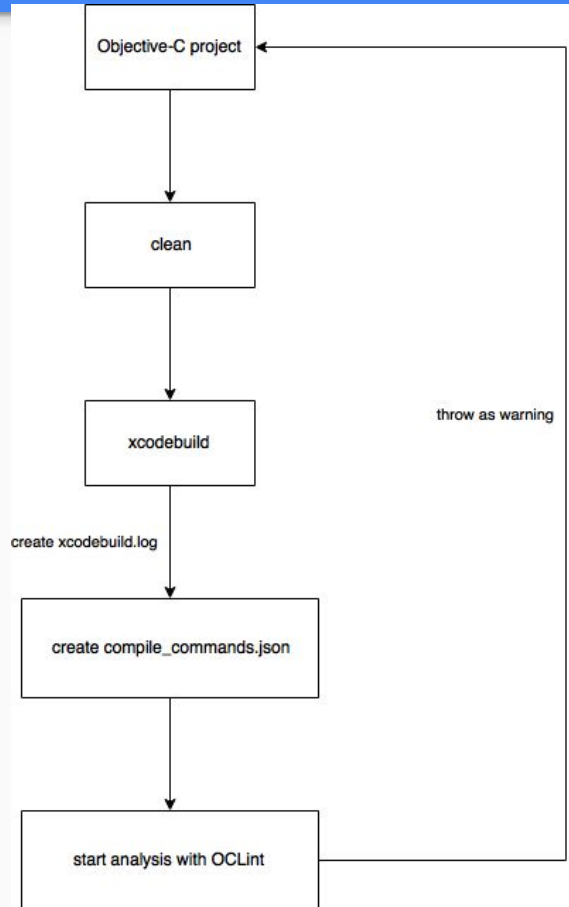 Objective-C project
clean
xcodebuild
throw as warning
create xcodebuild.log
create compile_commands.json
start analysis with OCLint